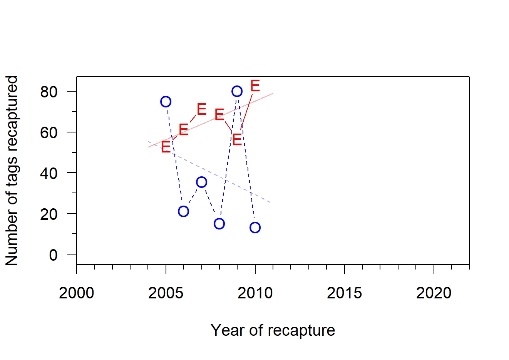 Number of tags recaptured
80
60
40
20
0
O
E
O
E
E
O
E
O
O
E
E
O
2000
2005
2010
2015
2020
Year of recapture